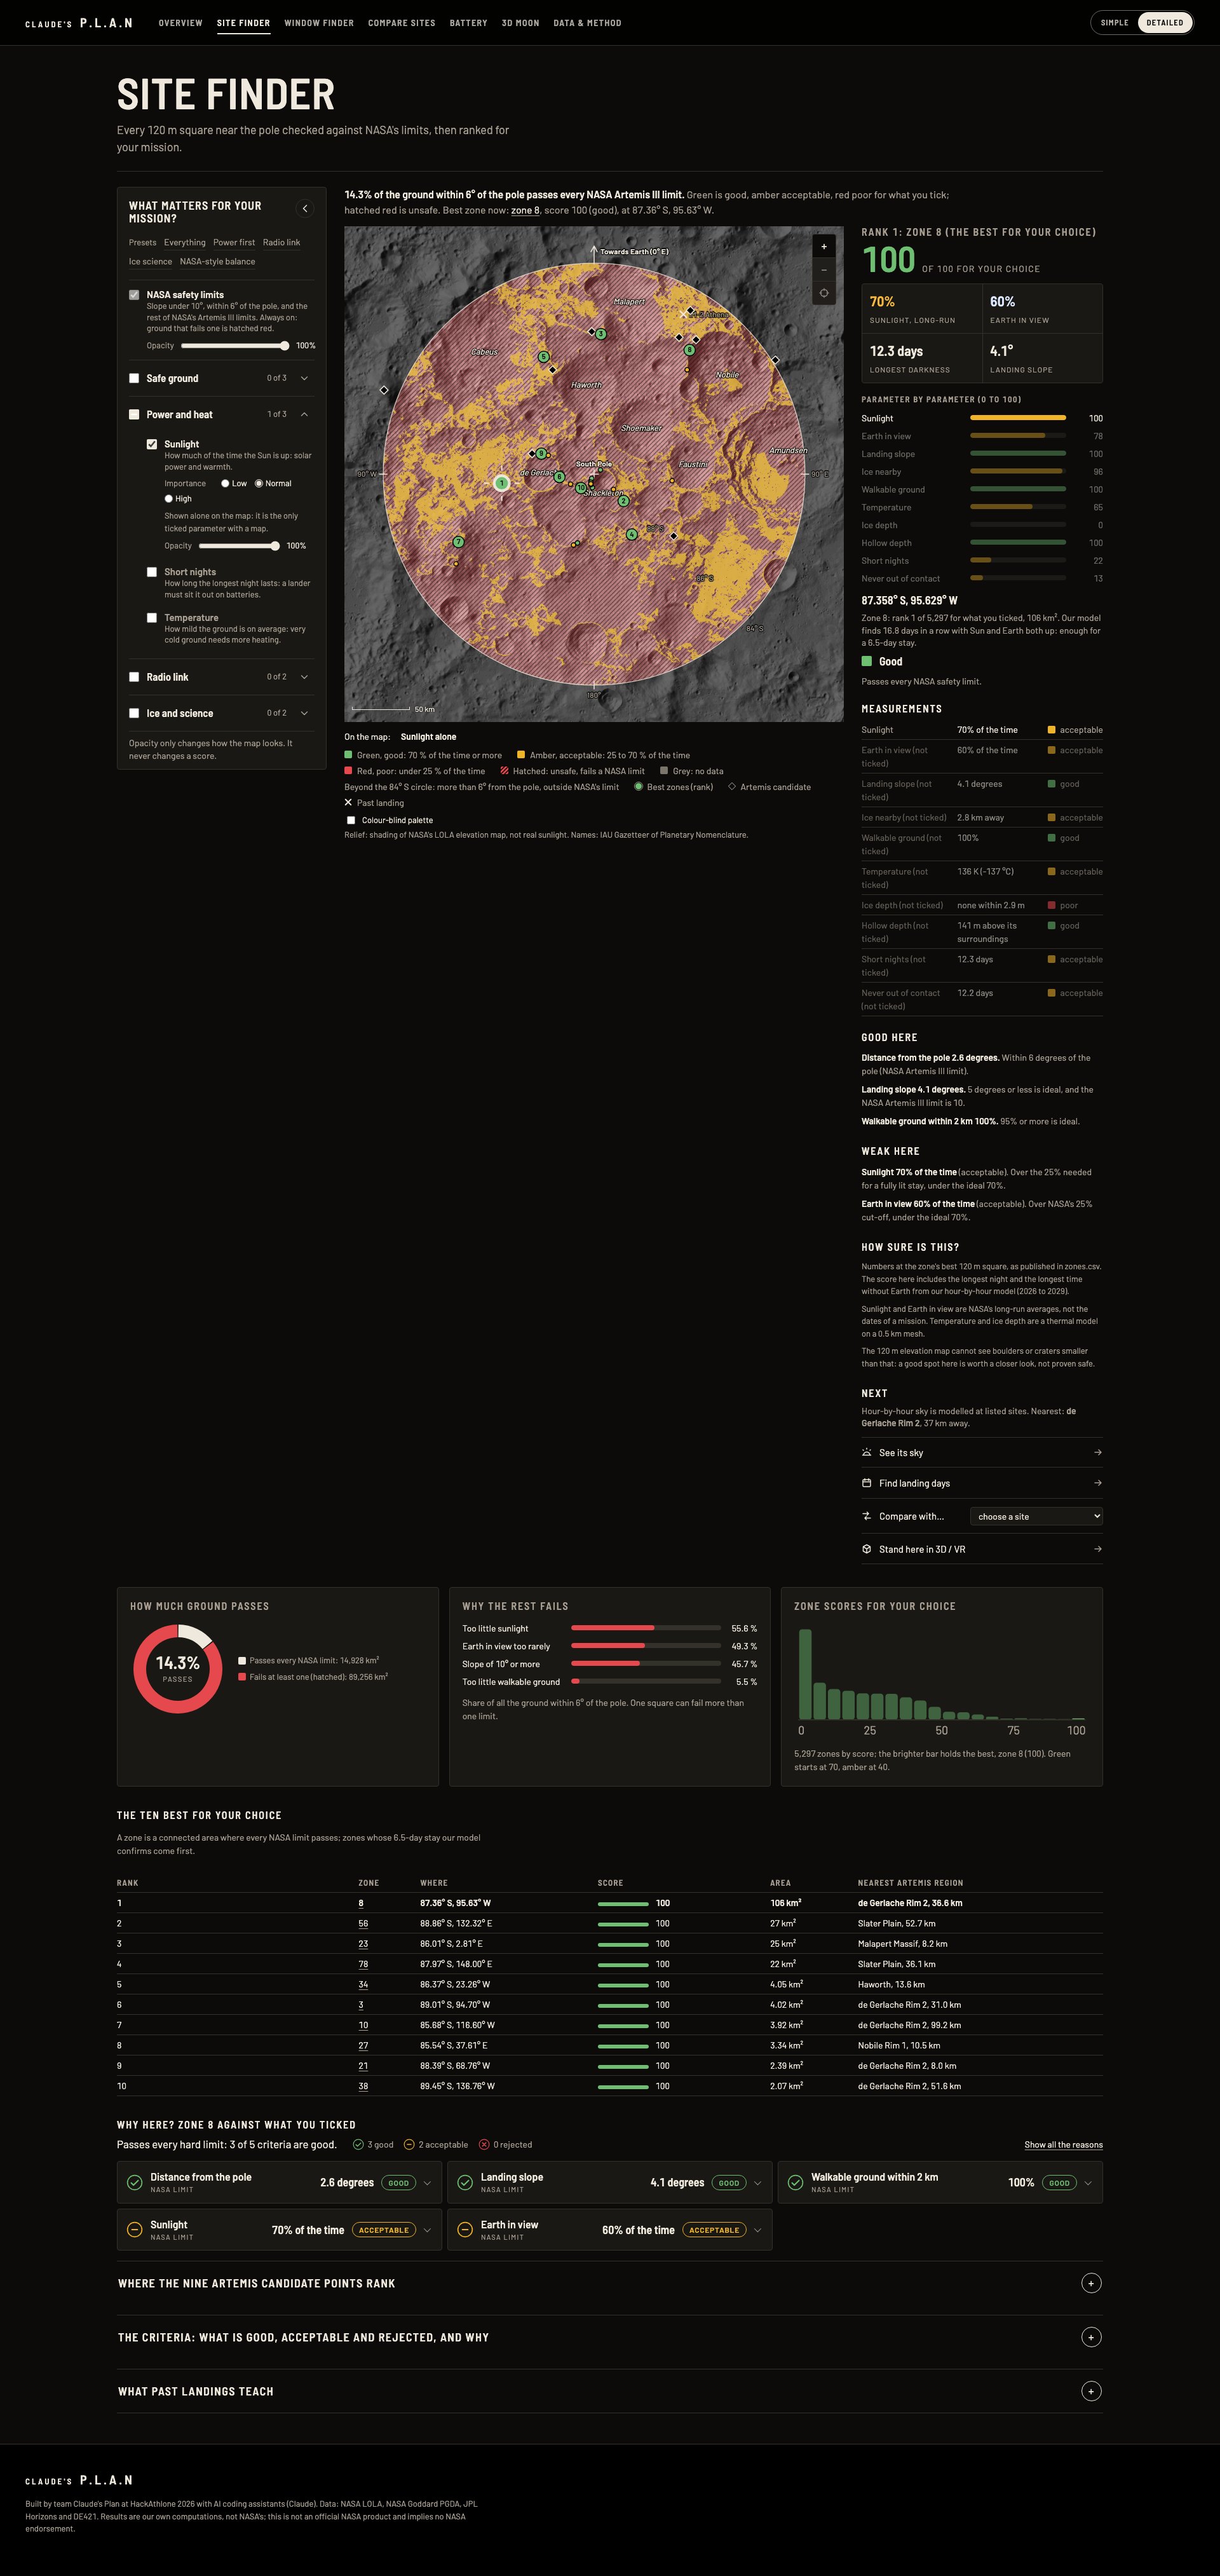 CLAUDE'S P.L.A.N
OVERVIEW SITE FINDER WINDOW FINDER COMPARE SITES BATTERY 3D MOON DATA & METHOD
SIMPLE DETAILED
SITE FINDER
Every 120 m square near the pole checked against NASA's limits, then ranked for
your mission.
WHAT MATTERS FOR YOUR
MISSION?
Presets Everything Power first Radio link
Ice science NASA-style balance
NASA safety limits
Slope under 10°, within 6° of the pole, and the
rest of NASA's Artemis III limits. Always on:
ground that fails one is hatched red.
Opacity 100%
Safe ground 0 of 3
Power and heat 1 of 3
Sunlight
How much of the time the Sun is up: solar
power and warmth.
Importance Low Normal
High
Shown alone on the map: it is the only
ticked parameter with a map.
Opacity 100%
Short nights
How long the longest night lasts: a lander
must sit it out on batteries.
Temperature
How mild the ground is on average: very
cold ground needs more heating.
Radio link 0 of 2
Ice and science 0 of 2
Opacity only changes how the map looks. It
never changes a score.
14.3% of the ground within 6° of the pole passes every NASA Artemis III limit. Green is good, amber acceptable, red poor for what you tick;
hatched red is unsafe. Best zone now: zone 8, score 100 (good), at 87.36° S, 95.63° W.
Towards Earth (0° E)
+
−
Malapert
3
8
Cabeus
5
Nobile
Haworth
Shoemaker
Amundsen
9
de Gerlache
South Pole
Faustini
90° W
90° E
6
1
10
Shackleton
2
4
88° S
7
86° S
84° S
180°
50 km
On the map: Sunlight alone
Green, good: 70 % of the time or more Amber, acceptable: 25 to 70 % of the time
Red, poor: under 25 % of the time Hatched: unsafe, fails a NASA limit Grey: no data
Beyond the 84° S circle: more than 6° from the pole, outside NASA's limit Best zones (rank) Artemis candidate
Past landing
Colour-blind palette
Relief: shading of NASA's LOLA elevation map, not real sunlight. Names: IAU Gazetteer of Planetary Nomenclature.
RANK 1: ZONE 8 (THE BEST FOR YOUR CHOICE)
100 OF 100 FOR YOUR CHOICE
70% 60%
SUNLIGHT, LONG-RUN EARTH IN VIEW
12.3 days 4.1°
LONGEST DARKNESS LANDING SLOPE
PARAMETER BY PARAMETER (0 TO 100)
Sunlight 100
Earth in view 78
Landing slope 100
Ice nearby 96
Walkable ground 100
Temperature 65
Ice depth 0
Hollow depth 100
Short nights 22
Never out of contact 13
87.358° S, 95.629° W
Zone 8: rank 1 of 5,297 for what you ticked, 106 km². Our model
finds 16.8 days in a row with Sun and Earth both up: enough for
a 6.5-day stay.
Good
Passes every NASA safety limit.
MEASUREMENTS
Sunlight 70% of the time acceptable
Earth in view (not
ticked) 60% of the time acceptable
Landing slope (not
ticked) 4.1 degrees good
Ice nearby (not ticked) 2.8 km away acceptable
Walkable ground (not
ticked) 100% good
Temperature (not
ticked) 136 K (-137 °C) acceptable
Ice depth (not ticked) none within 2.9 m poor
Hollow depth (not
ticked) 141 m above its
surroundings good
Short nights (not
ticked) 12.3 days acceptable
Never out of contact
(not ticked) 12.2 days acceptable
GOOD HERE
Distance from the pole 2.6 degrees. Within 6 degrees of the
pole (NASA Artemis III limit).
Landing slope 4.1 degrees. 5 degrees or less is ideal, and the
NASA Artemis III limit is 10.
Walkable ground within 2 km 100%. 95% or more is ideal.
WEAK HERE
Sunlight 70% of the time (acceptable). Over the 25% needed
for a fully lit stay, under the ideal 70%.
Earth in view 60% of the time (acceptable). Over NASA's 25%
cut-off, under the ideal 70%.
HOW SURE IS THIS?
Numbers at the zone's best 120 m square, as published in zones.csv.
The score here includes the longest night and the longest time
without Earth from our hour-by-hour model (2026 to 2029).
Sunlight and Earth in view are NASA's long-run averages, not the
dates of a mission. Temperature and ice depth are a thermal model
on a 0.5 km mesh.
The 120 m elevation map cannot see boulders or craters smaller
than that: a good spot here is worth a closer look, not proven safe.
NEXT
Hour-by-hour sky is modelled at listed sites. Nearest: de
Gerlache Rim 2, 37 km away.
See its sky
Find landing days
Compare with... choose a site
Stand here in 3D / VR
HOW MUCH GROUND PASSES
14.3%
PASSES
Passes every NASA limit: 14,928 km²
Fails at least one (hatched): 89,256 km²
WHY THE REST FAILS
Too little sunlight 55.6 %
Earth in view too rarely 49.3 %
Slope of 10° or more 45.7 %
Too little walkable ground 5.5 %
Share of all the ground within 6° of the pole. One square can fail more than
one limit.
ZONE SCORES FOR YOUR CHOICE
0 25 50 75 100
5,297 zones by score; the brighter bar holds the best, zone 8 (100). Green
starts at 70, amber at 40.
THE TEN BEST FOR YOUR CHOICE
A zone is a connected area where every NASA limit passes; zones whose 6.5-day stay our model
confirms come first.
RANK ZONE WHERE SCORE AREA NEAREST ARTEMIS REGION
1 8 87.36° S, 95.63° W 100 106 km² de Gerlache Rim 2, 36.6 km
2 56 88.86° S, 132.32° E 100 27 km² Slater Plain, 52.7 km
3 23 86.01° S, 2.81° E 100 25 km² Malapert Massif, 8.2 km
4 78 87.97° S, 148.00° E 100 22 km² Slater Plain, 36.1 km
5 34 86.37° S, 23.26° W 100 4.05 km² Haworth, 13.6 km
6 3 89.01° S, 94.70° W 100 4.02 km² de Gerlache Rim 2, 31.0 km
7 10 85.68° S, 116.60° W 100 3.92 km² de Gerlache Rim 2, 99.2 km
8 27 85.54° S, 37.61° E 100 3.34 km² Nobile Rim 1, 10.5 km
9 21 88.39° S, 68.76° W 100 2.39 km² de Gerlache Rim 2, 8.0 km
10 38 89.45° S, 136.76° W 100 2.07 km² de Gerlache Rim 2, 51.6 km
WHY HERE? ZONE 8 AGAINST WHAT YOU TICKED
Passes every hard limit: 3 of 5 criteria are good. 3 good 2 acceptable 0 rejected Show all the reasons
Distance from the pole 2.6 degrees GOOD
NASA LIMIT
Landing slope 4.1 degrees GOOD
NASA LIMIT
Walkable ground within 2 km 100% GOOD
NASA LIMIT
Sunlight 70% of the time ACCEPTABLE
NASA LIMIT
Earth in view 60% of the time ACCEPTABLE
NASA LIMIT
WHERE THE NINE ARTEMIS CANDIDATE POINTS RANK +
THE CRITERIA: WHAT IS GOOD, ACCEPTABLE AND REJECTED, AND WHY +
WHAT PAST LANDINGS TEACH +
CLAUDE'S P.L.A.N
Built by team Claude's Plan at HackAthlone 2026 with AI coding assistants (Claude). Data: NASA LOLA, NASA Goddard PGDA, JPL
Horizons and DE421. Results are our own computations, not NASA's; this is not an official NASA product and implies no NASA
endorsement.